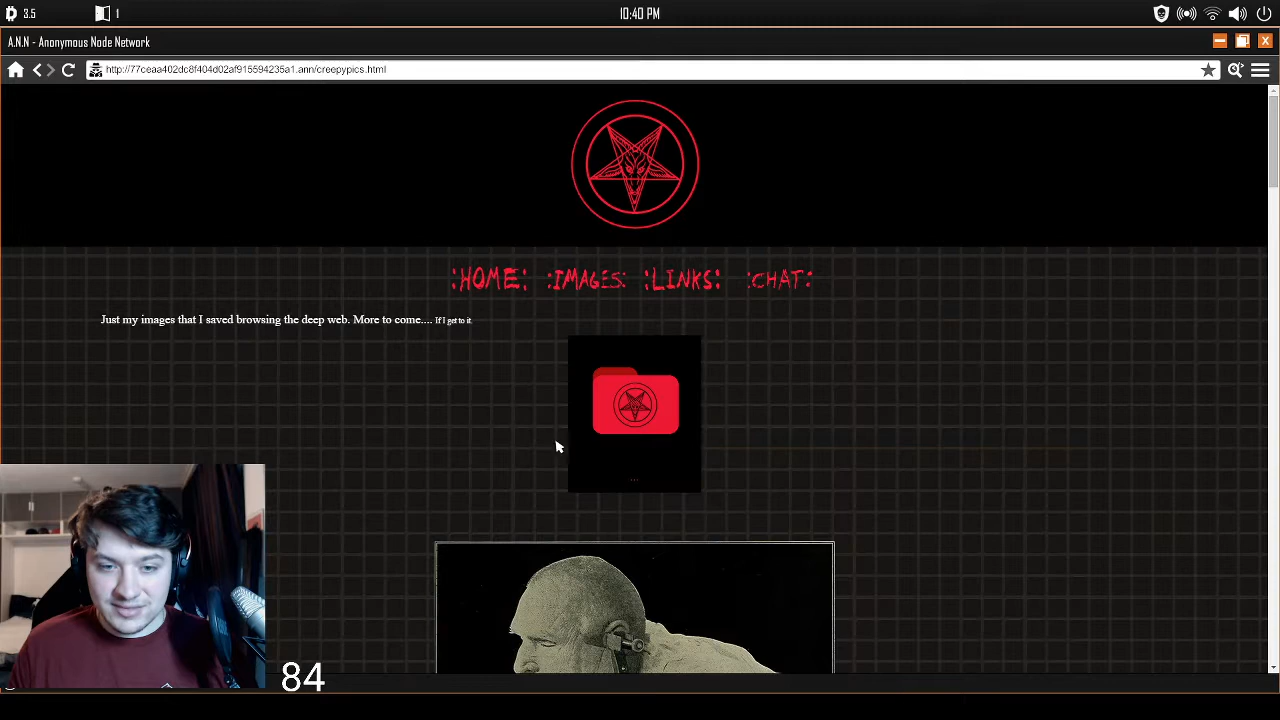 3.5
1
10:40 PM
A.N.N - Anonymous Node Network
http://77ceaa402dc8f404d02af915594235a1.ann/creepypics.html
:HOME: :IMAGES: :LINKS: :CHAT:
Just my images that I saved browsing the deep web. More to come.... If I get to it.
...
84